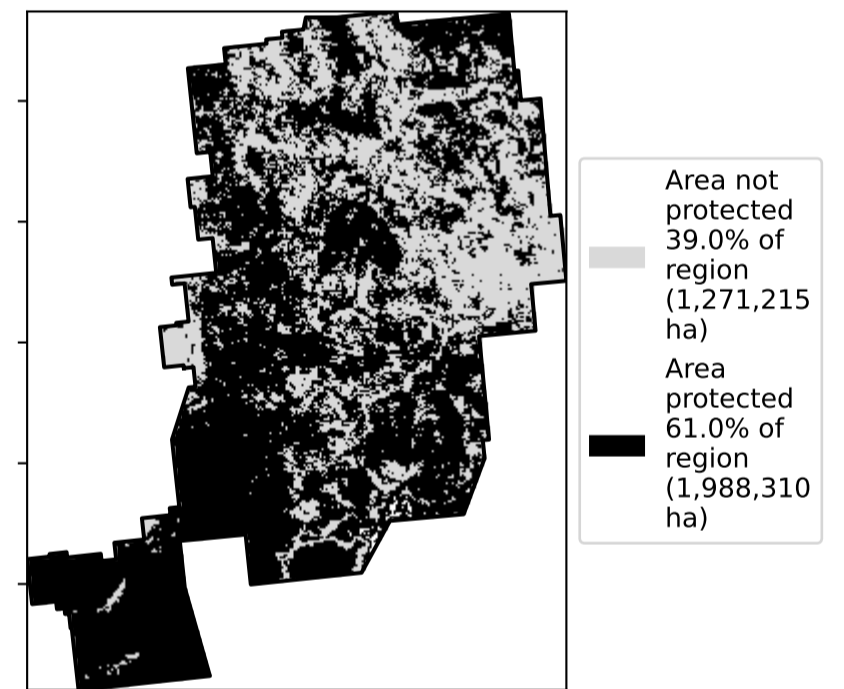 Area not
protected
39.0% of
region
(1,271,215
ha)
Area
protected
61.0% of
region
(1,988,310
ha)